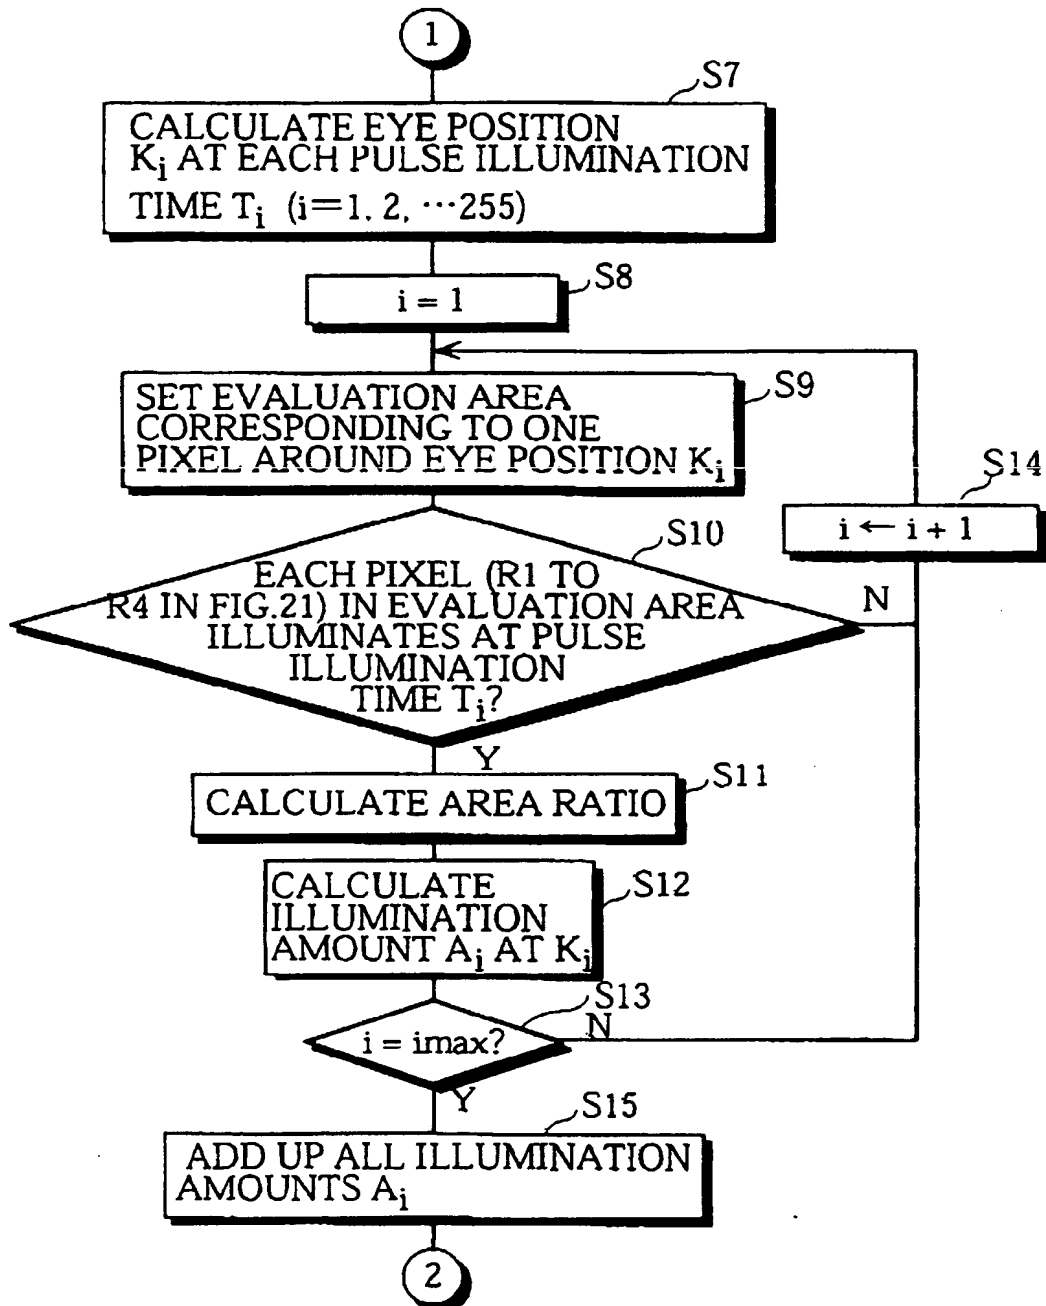 1
S7
CALCULATE EYE POSITION
Ki AT EACH PULSE ILLUMINATION
TIME Ti (i=1, 2, ···255)
S8
i = 1
S9
SET EVALUATION AREA
CORRESPONDING TO ONE
PIXEL AROUND EYE POSITION Ki
S14
i ← i + 1
S10
EACH PIXEL (R1 TO
R4 IN FIG.21) IN EVALUATION AREA
ILLUMINATES AT PULSE
ILLUMINATION
TIME Ti?
N
Y
S11
CALCULATE AREA RATIO
S12
CALCULATE
ILLUMINATION
AMOUNT Ai AT Ki
S13
i = imax?
N
Y
S15
ADD UP ALL ILLUMINATION
AMOUNTS Ai
2